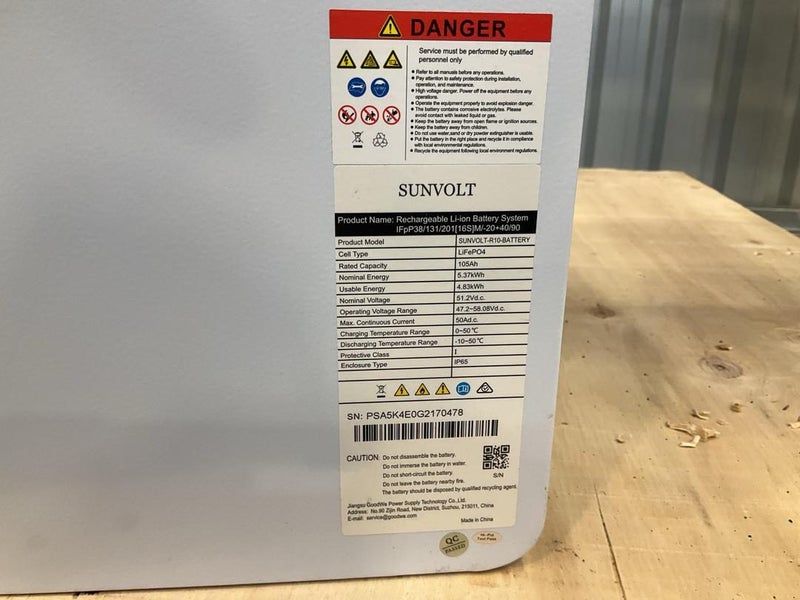 DANGER
Service must be performed by qualified
personnel only
● Refer to all manuals before any operations.
● Pay attention to safety protection during installation,
operation, and maintenance.
● High voltage danger. Power off the equipment before any
operations.
● Operate the equipment properly to avoid explosion danger.
● The battery contains corrosive electrolytes. Please
avoid contact with leaked liquid or gas.
● Keep the battery away from open flame or ignition sources.
● Keep the battery away from children.
● Do not use water,sand or dry powder extinguisher is usable.
● Put the battery in the right place and recycle it in compliance
with local environmental regulations.
● Recycle the equipment following local environment regulations.
SUNVOLT
Product Name: Rechargeable Li-ion Battery System
IFpP38/131/201[16S]M/-20+40/90
Product Model SUNVOLT-R10-BATTERY
Cell Type LiFePO4
Rated Capacity 105Ah
Nominal Energy 5.37kWh
Usable Energy 4.83kWh
Nominal Voltage 51.2Vd.c.
Operating Voltage Range 47.2~58.08Vd.c.
Max. Continuous Current 50Ad.c.
Charging Temperature Range 0~50℃
Discharging Temperature Range -10~50℃
Protective Class I
Enclosure Type IP65
SN: PSA5K4E0G2170478
CAUTION: Do not disassemble the battery.
Do not immerse the battery in water.
Do not short-circuit the battery.
Do not leave the battery nearby fire.
The battery should be disposed by qualified recycling agent.
S/N
Jiangsu GoodWe Power Supply Technology Co.,Ltd.
Address: No.90 Zijin Road, New District, Suzhou, 215011, China
E-mail: service@goodwe.com
Made in China
QC
PASSED
Hi-Pot
Test Pass